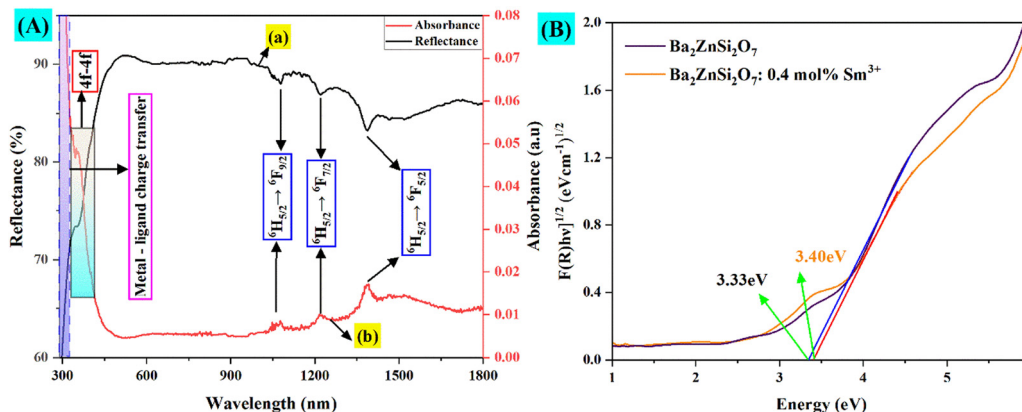 (A)
Absorbance
Reflectance
(a)
4f-4f
Metal - ligand charge transfer
⁶H₅/₂→ ⁶F₉/₂
⁶H₅/₂→ ⁶F₇/₂
⁶H₅/₂→ ⁶F₅/₂
(b)
Reflectance (%)
90
80
70
60
300
600
900
1200
1500
1800
Wavelength (nm)
0.08
0.07
0.06
0.05
0.04
0.03
0.02
0.01
0.00
Absorbance (a.u)
(B)
Ba₂ZnSi₂O₇
Ba₂ZnSi₂O₇: 0.4 mol% Sm³⁺
3.40eV
3.33eV
F(R)hν]¹/² (eVcm⁻¹)¹/²
2.0
1.6
1.2
0.8
0.4
0.0
1
2
3
4
5
Energy (eV)